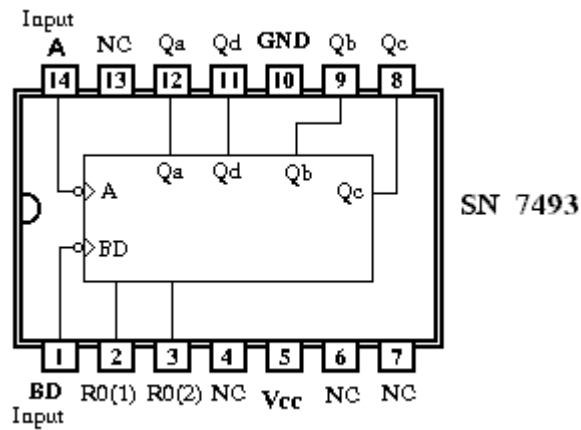 Input
A NC Qa Qd GND Qb Qc
14 13 12 11 10 9 8
Qa Qd Qb
A Qc
SN 7493
BD
1 2 3 4 5 6 7
BD R0(1) R0(2) NC Vcc NC NC
Input